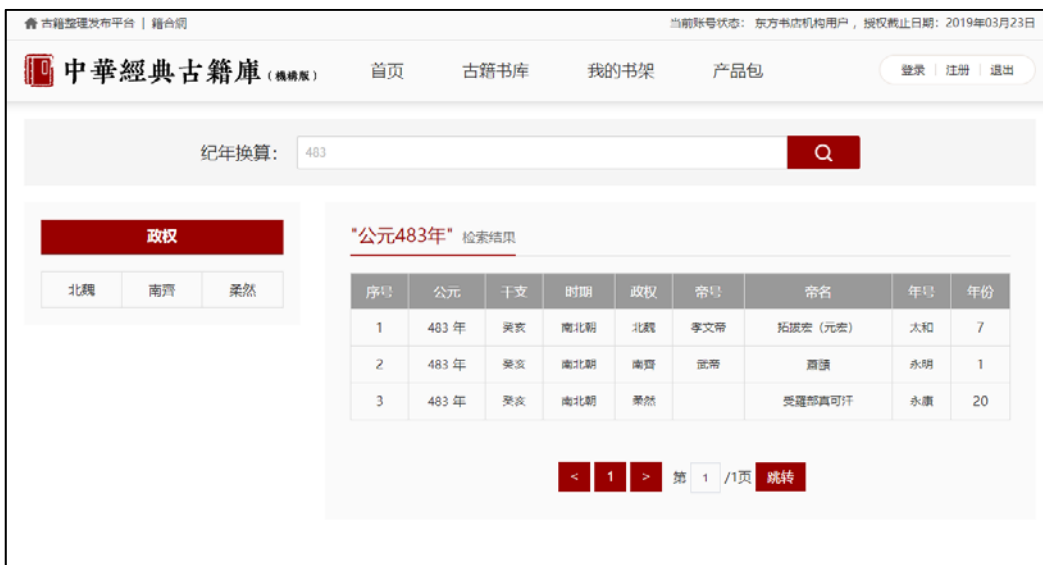 古籍整理发布平台 | 籍合网 当前账号状态: 东方书店机构用户, 授权截止日期: 2019年03月23日
中華經典古籍庫(機構版) 首页 古籍书库 我的书架 产品包 登录 注册 退出
纪年换算: 483
政权
北魏 南齊 柔然
"公元483年" 检索结果
序号 公元 干支 时期 政权 帝号 帝名 年号 年份
1 483 年 癸亥 南北朝 北魏 孝文帝 拓跋宏 (元宏) 太和 7
2 483 年 癸亥 南北朝 南齊 武帝 蕭賾 永明 1
3 483 年 癸亥 南北朝 柔然 受羅部真可汗 永康 20
< 1 > 第 1 /1页 跳转